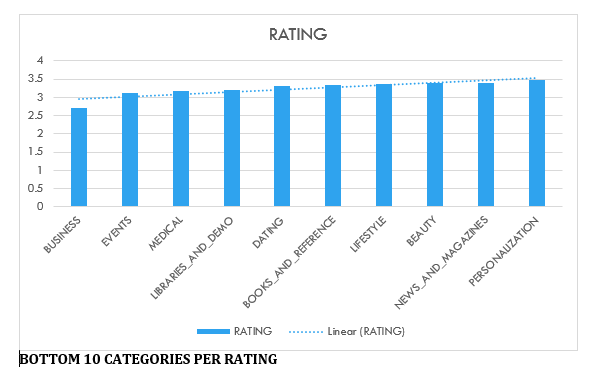 RATING
4
3.5
3
2.5
2
1.5
1
0.5
0
BUSINESS
EVENTS
MEDICAL
LIBRARIES_AND_DEMO
DATING
BOOKS_AND_REFERENCE
LIFESTYLE
BEAUTY
NEWS_AND_MAGAZINES
PERSONALIZATION
RATING Linear (RATING)
BOTTOM 10 CATEGORIES PER RATING